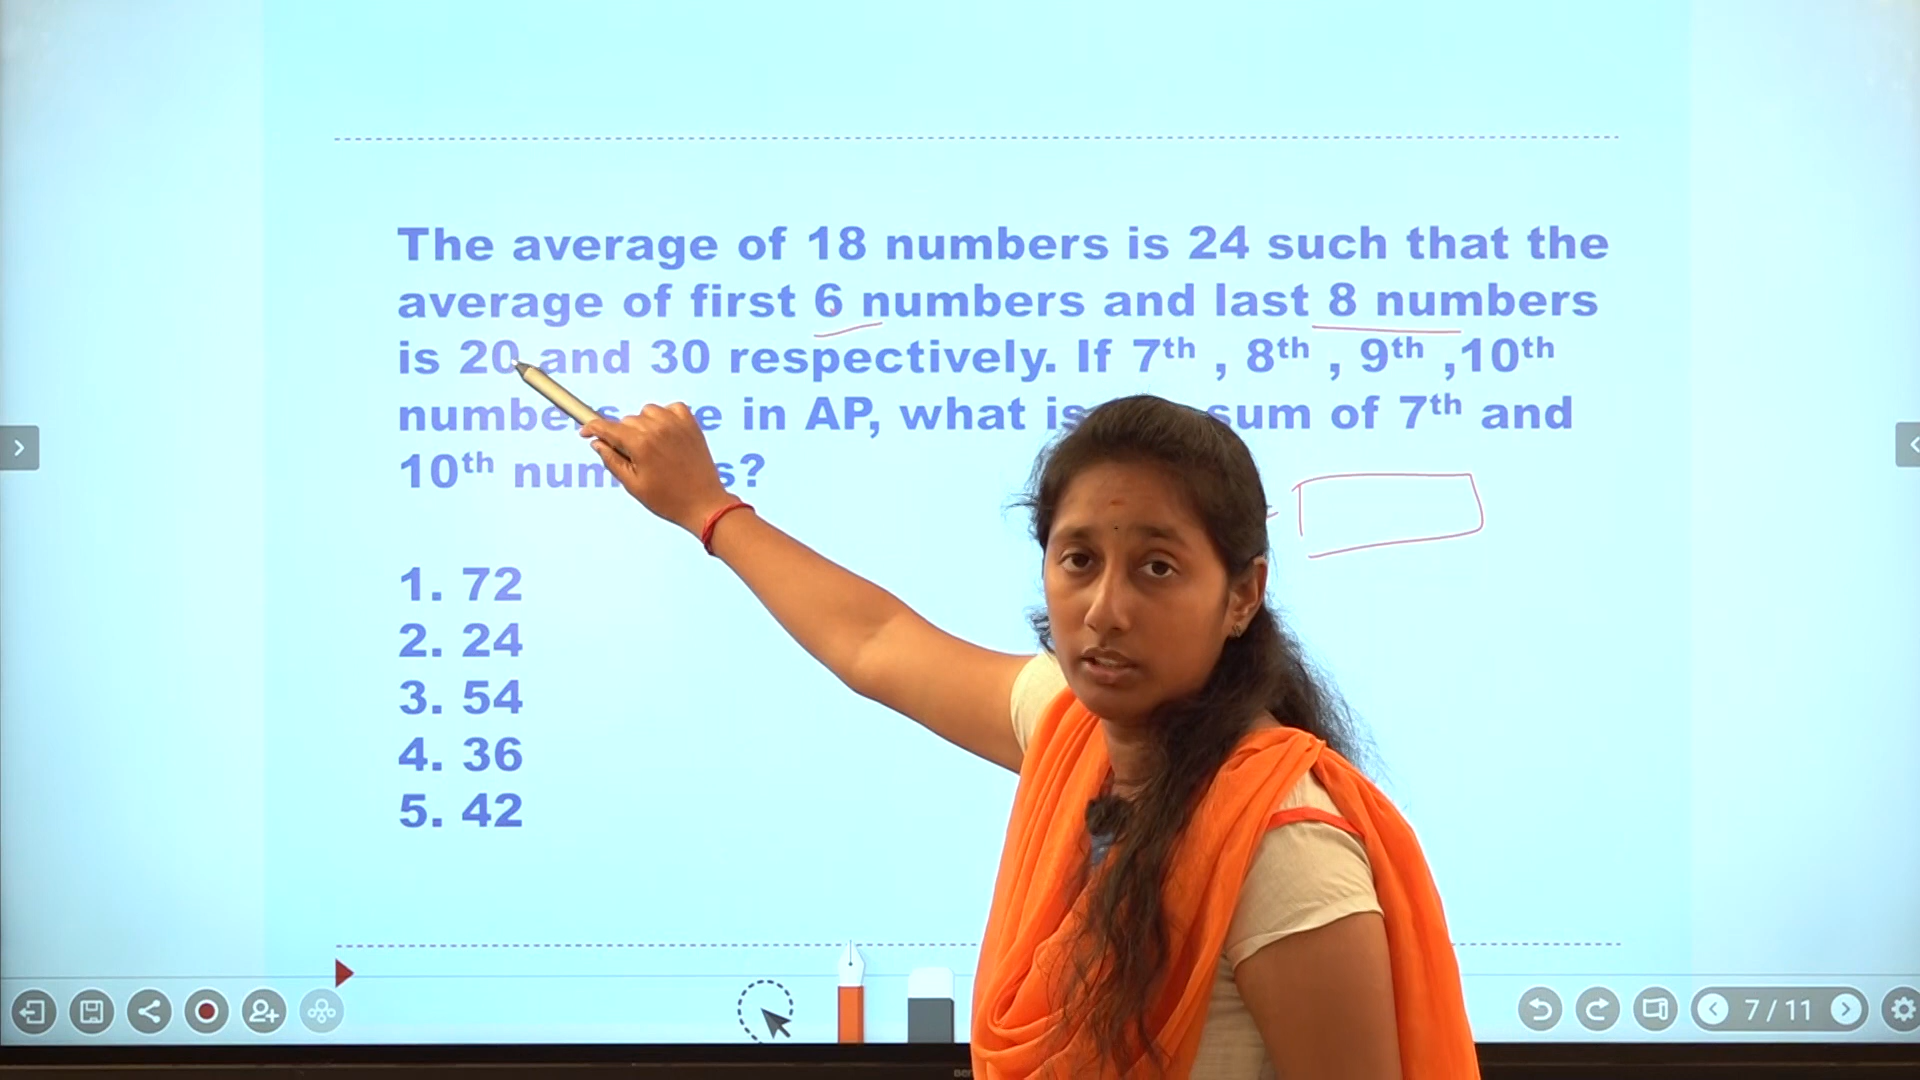 The average of 18 numbers is 24 such that the
average of first 6 numbers and last 8 numbers
is 20 and 30 respectively. If 7th , 8th , 9th ,10th
in AP, what sum of 7th and
10th
1. 72
2. 24
3. 54
4. 36
5. 42
7 / 11